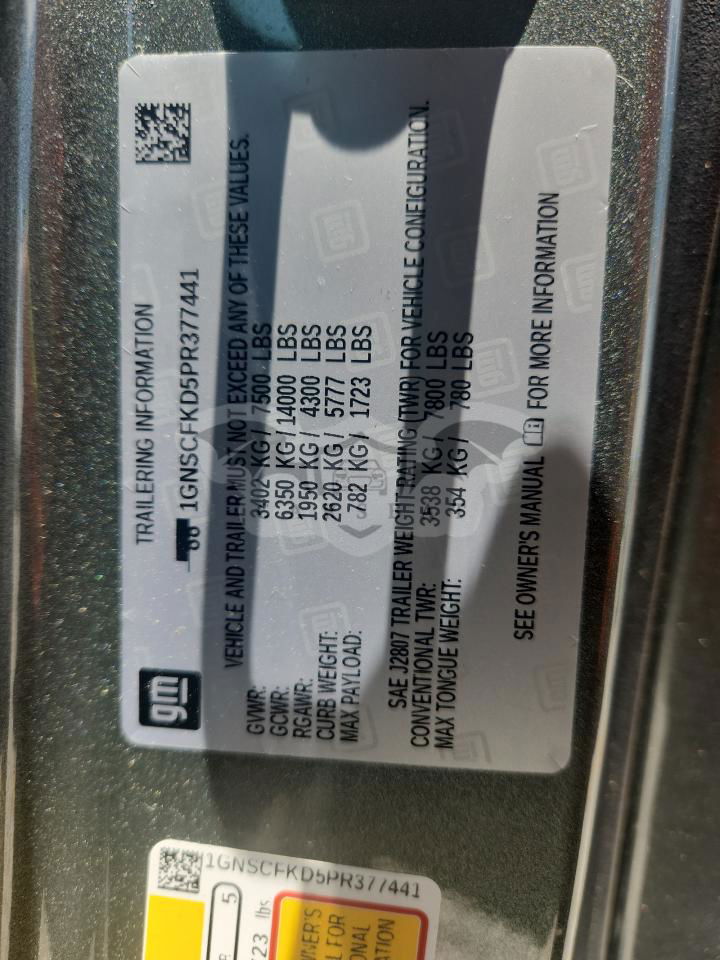 TRAILERING INFORMATION
1GNSCFKD5PR377441
gm
VEHICLE AND TRAILER MUST NOT EXCEED ANY OF THESE VALUES.
GVWR: 3402 KG / 7500 LBS
GCWR: 6350 KG / 14000 LBS
RGAWR: 1950 KG / 4300 LBS
CURB WEIGHT: 2620 KG / 5777 LBS
MAX PAYLOAD: 782 KG / 1723 LBS
SAE J2807 TRAILER WEIGHT RATING (TWR) FOR VEHICLE CONFIGURATION.
CONVENTIONAL TWR: 3538 KG / 7800 LBS
MAX TONGUE WEIGHT: 354 KG / 780 LBS
SEE OWNER'S MANUAL FOR MORE INFORMATION
1GNSCFKD5PR377441
5
23 lbs